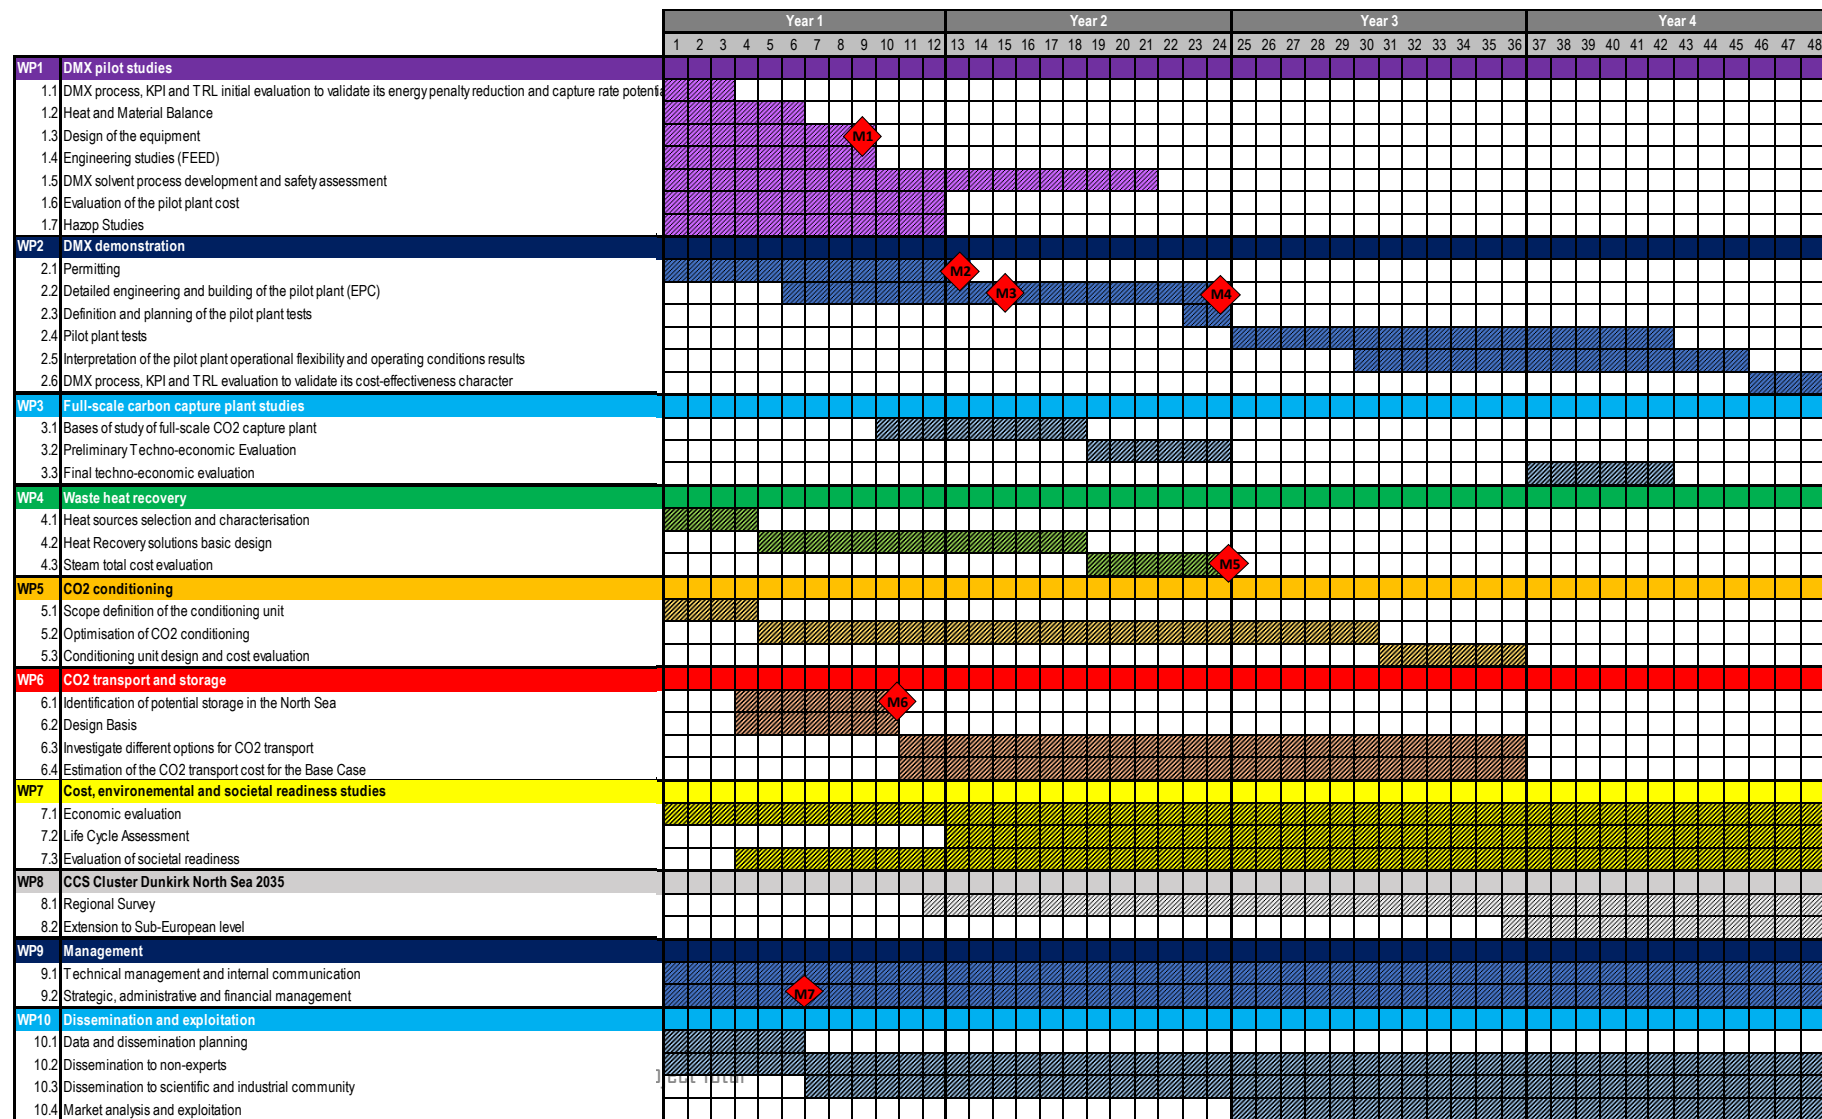 Year 1 Year 2 Year 3 Year 4
1 2 3 4 5 6 7 8 9 10 11 12 13 14 15 16 17 18 19 20 21 22 23 24 25 26 27 28 29 30 31 32 33 34 35 36 37 38 39 40 41 42 43 44 45 46 47 48
WP1 DMX pilot studies
1.1 DMX process, KPI and TRL initial evaluation to validate its energy penalty reduction and capture rate potentia
1.2 Heat and Material Balance
1.3 Design of the equipment M1
1.4 Engineering studies (FEED)
1.5 DMX solvent process development and safety assessment
1.6 Evaluation of the pilot plant cost
1.7 Hazop Studies
WP2 DMX demonstration
2.1 Permitting M2
2.2 Detailed engineering and building of the pilot plant (EPC) M3 M4
2.3 Definition and planning of the pilot plant tests
2.4 Pilot plant tests
2.5 Interpretation of the pilot plant operational flexibility and operating conditions results
2.6 DMX process, KPI and TRL evaluation to validate its cost-effectiveness character
WP3 Full-scale carbon capture plant studies
3.1 Bases of study of full-scale CO2 capture plant
3.2 Preliminary Techno-economic Evaluation
3.3 Final techno-economic evaluation
WP4 Waste heat recovery
4.1 Heat sources selection and characterisation
4.2 Heat Recovery solutions basic design
4.3 Steam total cost evaluation M5
WP5 CO2 conditioning
5.1 Scope definition of the conditioning unit
5.2 Optimisation of CO2 conditioning
5.3 Conditioning unit design and cost evaluation
WP6 CO2 transport and storage
6.1 Identification of potential storage in the North Sea M6
6.2 Design Basis
6.3 Investigate different options for CO2 transport
6.4 Estimation of the CO2 transport cost for the Base Case
WP7 Cost, environemental and societal readiness studies
7.1 Economic evaluation
7.2 Life Cycle Assessment
7.3 Evaluation of societal readiness
WP8 CCS Cluster Dunkirk North Sea 2035
8.1 Regional Survey
8.2 Extension to Sub-European level
WP9 Management
9.1 Technical management and internal communication
9.2 Strategic, administrative and financial management M7
WP10 Dissemination and exploitation
10.1 Data and dissemination planning
10.2 Dissemination to non-experts
10.3 Dissemination to scientific and industrial community
10.4 Market analysis and exploitation